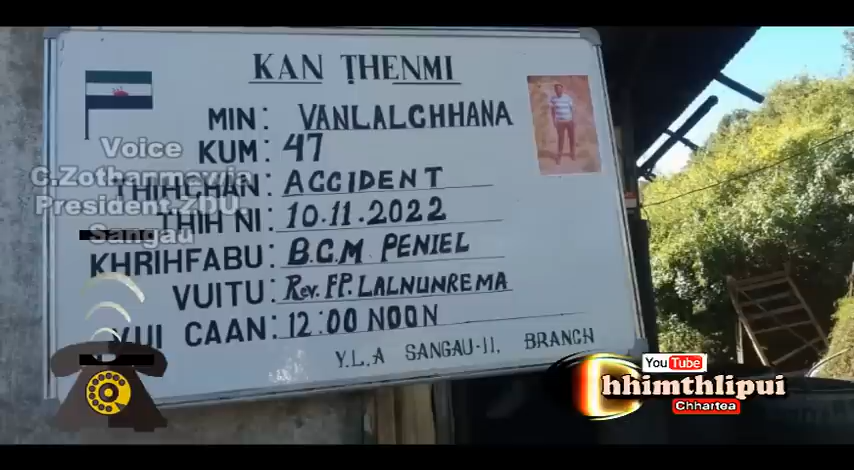 KAN ṬHENMI
MIN: VANLALCHHANA
KUM: 47
THIHCHAN: ACCIDENT
THIH NI: 10.11.2022
KHRIHFABU: B.C.M PENIEL
VUITU: Rev. FP. LALNUNREMA
VUI CAAN: 12:00 NOON
Y.L.A SANGAU-II, BRANCH
Voice
C.Zothanmawia
President.ZDU
Sangau
YouTube
Chhimthlipui
Chhartea